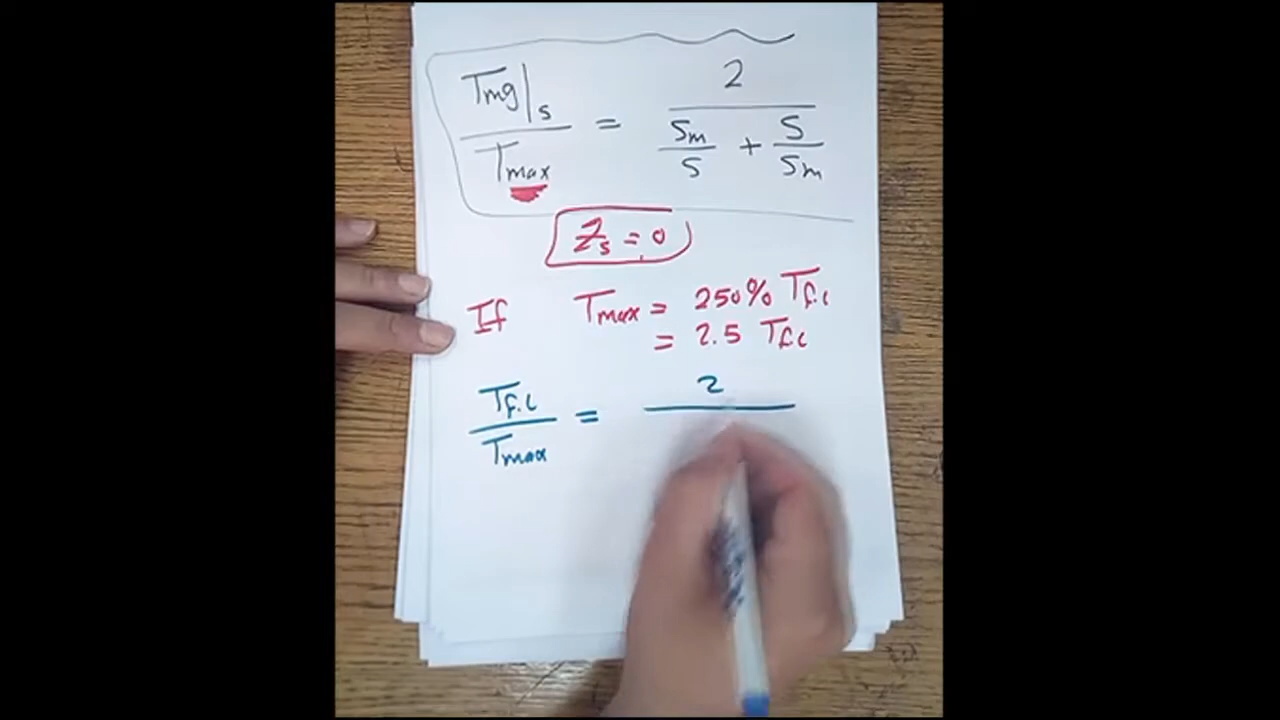 Tmg|s / Tmax = 2 / (Sm/S + S/Sm)
Zs = 0
If Tmax = 250% Tf.l
= 2.5 Tf.l
Tf.l / Tmax = 2